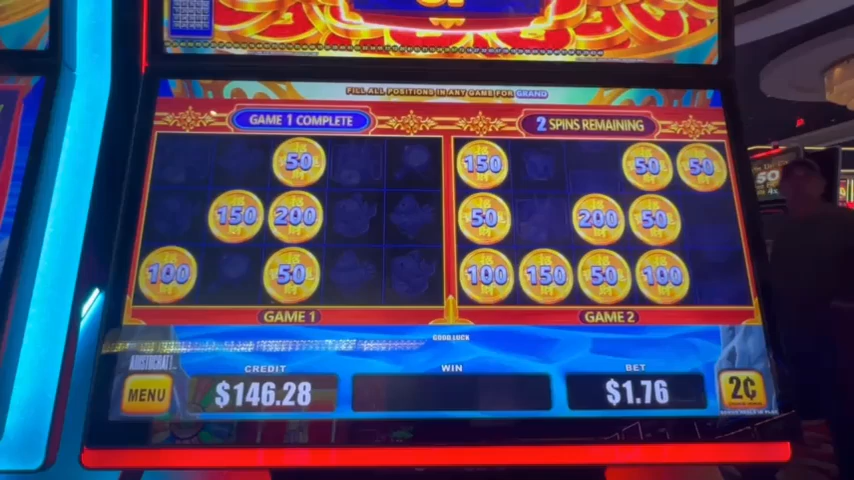 FILL ALL POSITIONS IN ANY GAME FOR GRAND
GAME 1 COMPLETE
2 SPINS REMAINING
50
150 200
100 50
150 50 50
50 200 50
100 150 50 100
GAME 1
GAME 2
GOOD LUCK
ARISTOCRAT
MENU
CREDIT
$146.28
WIN
BET
$1.76
2¢